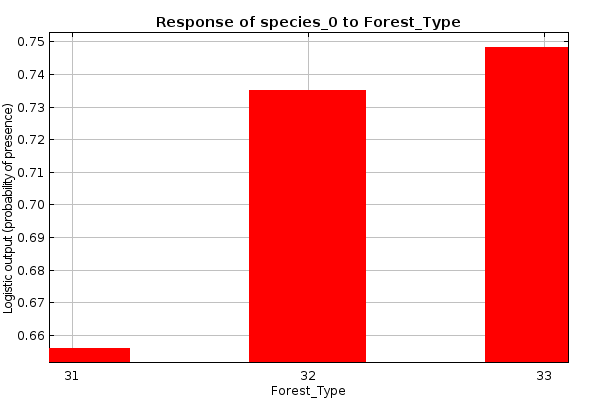 Response of species_0 to Forest_Type
Logistic output (probability of presence)
0.75
0.74
0.73
0.72
0.71
0.70
0.69
0.68
0.67
0.66
31 32 33
Forest_Type